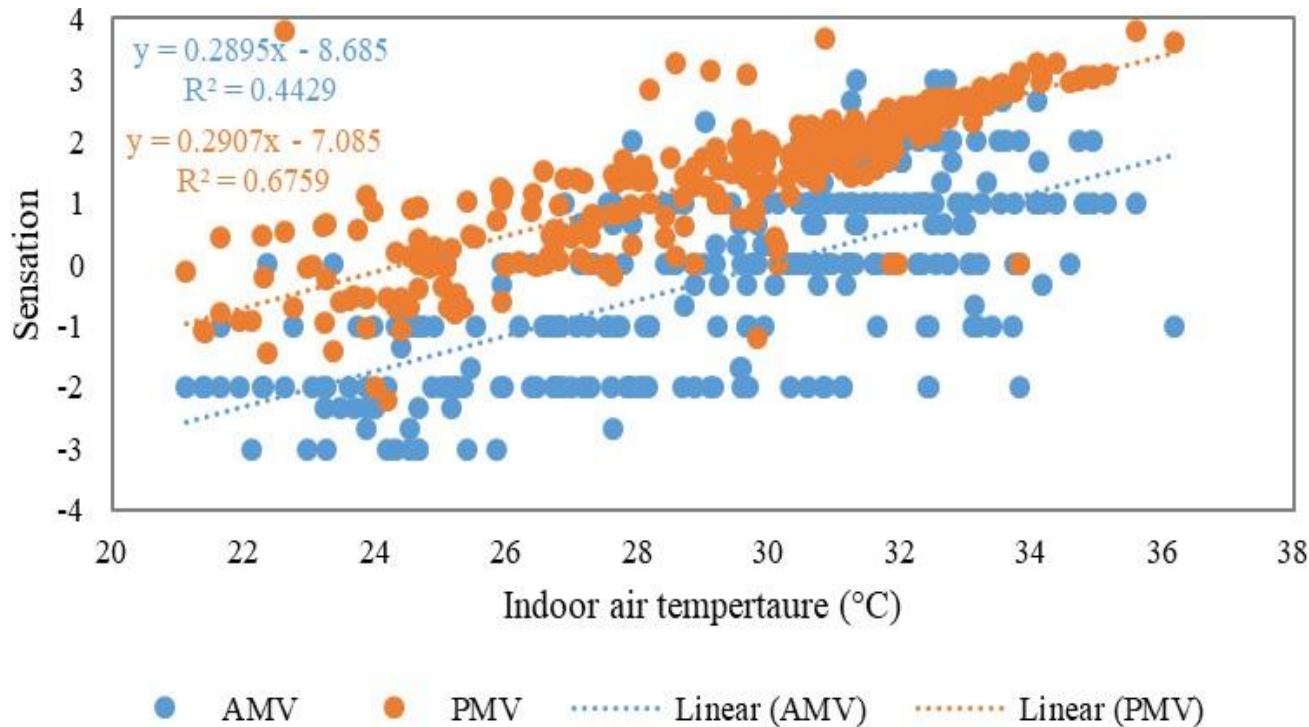 4
y = 0.2895x - 8.685
R² = 0.4429
3
y = 0.2907x - 7.085
R² = 0.6759
2
1
0
-1
-2
-3
-4
Sensation
20 22 24 26 28 30 32 34 36 38
Indoor air tempertaure (°C)
AMV PMV Linear (AMV) Linear (PMV)